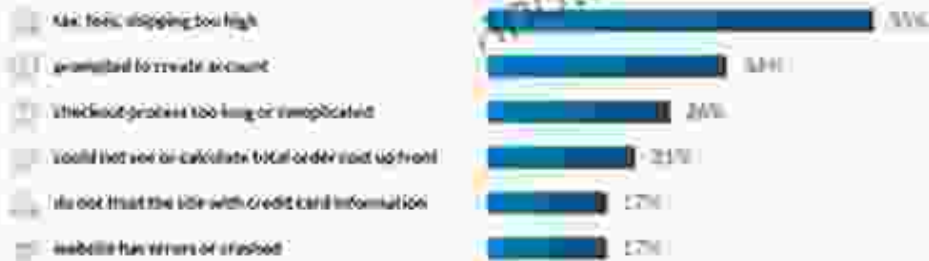 tax, fees, shipping too high 55%
prompted to create account 34%
checkout process too long or complicated 26%
could not see or calculate total order cost up front 21%
do not trust the site with credit card information 17%
website has errors or crashed 17%